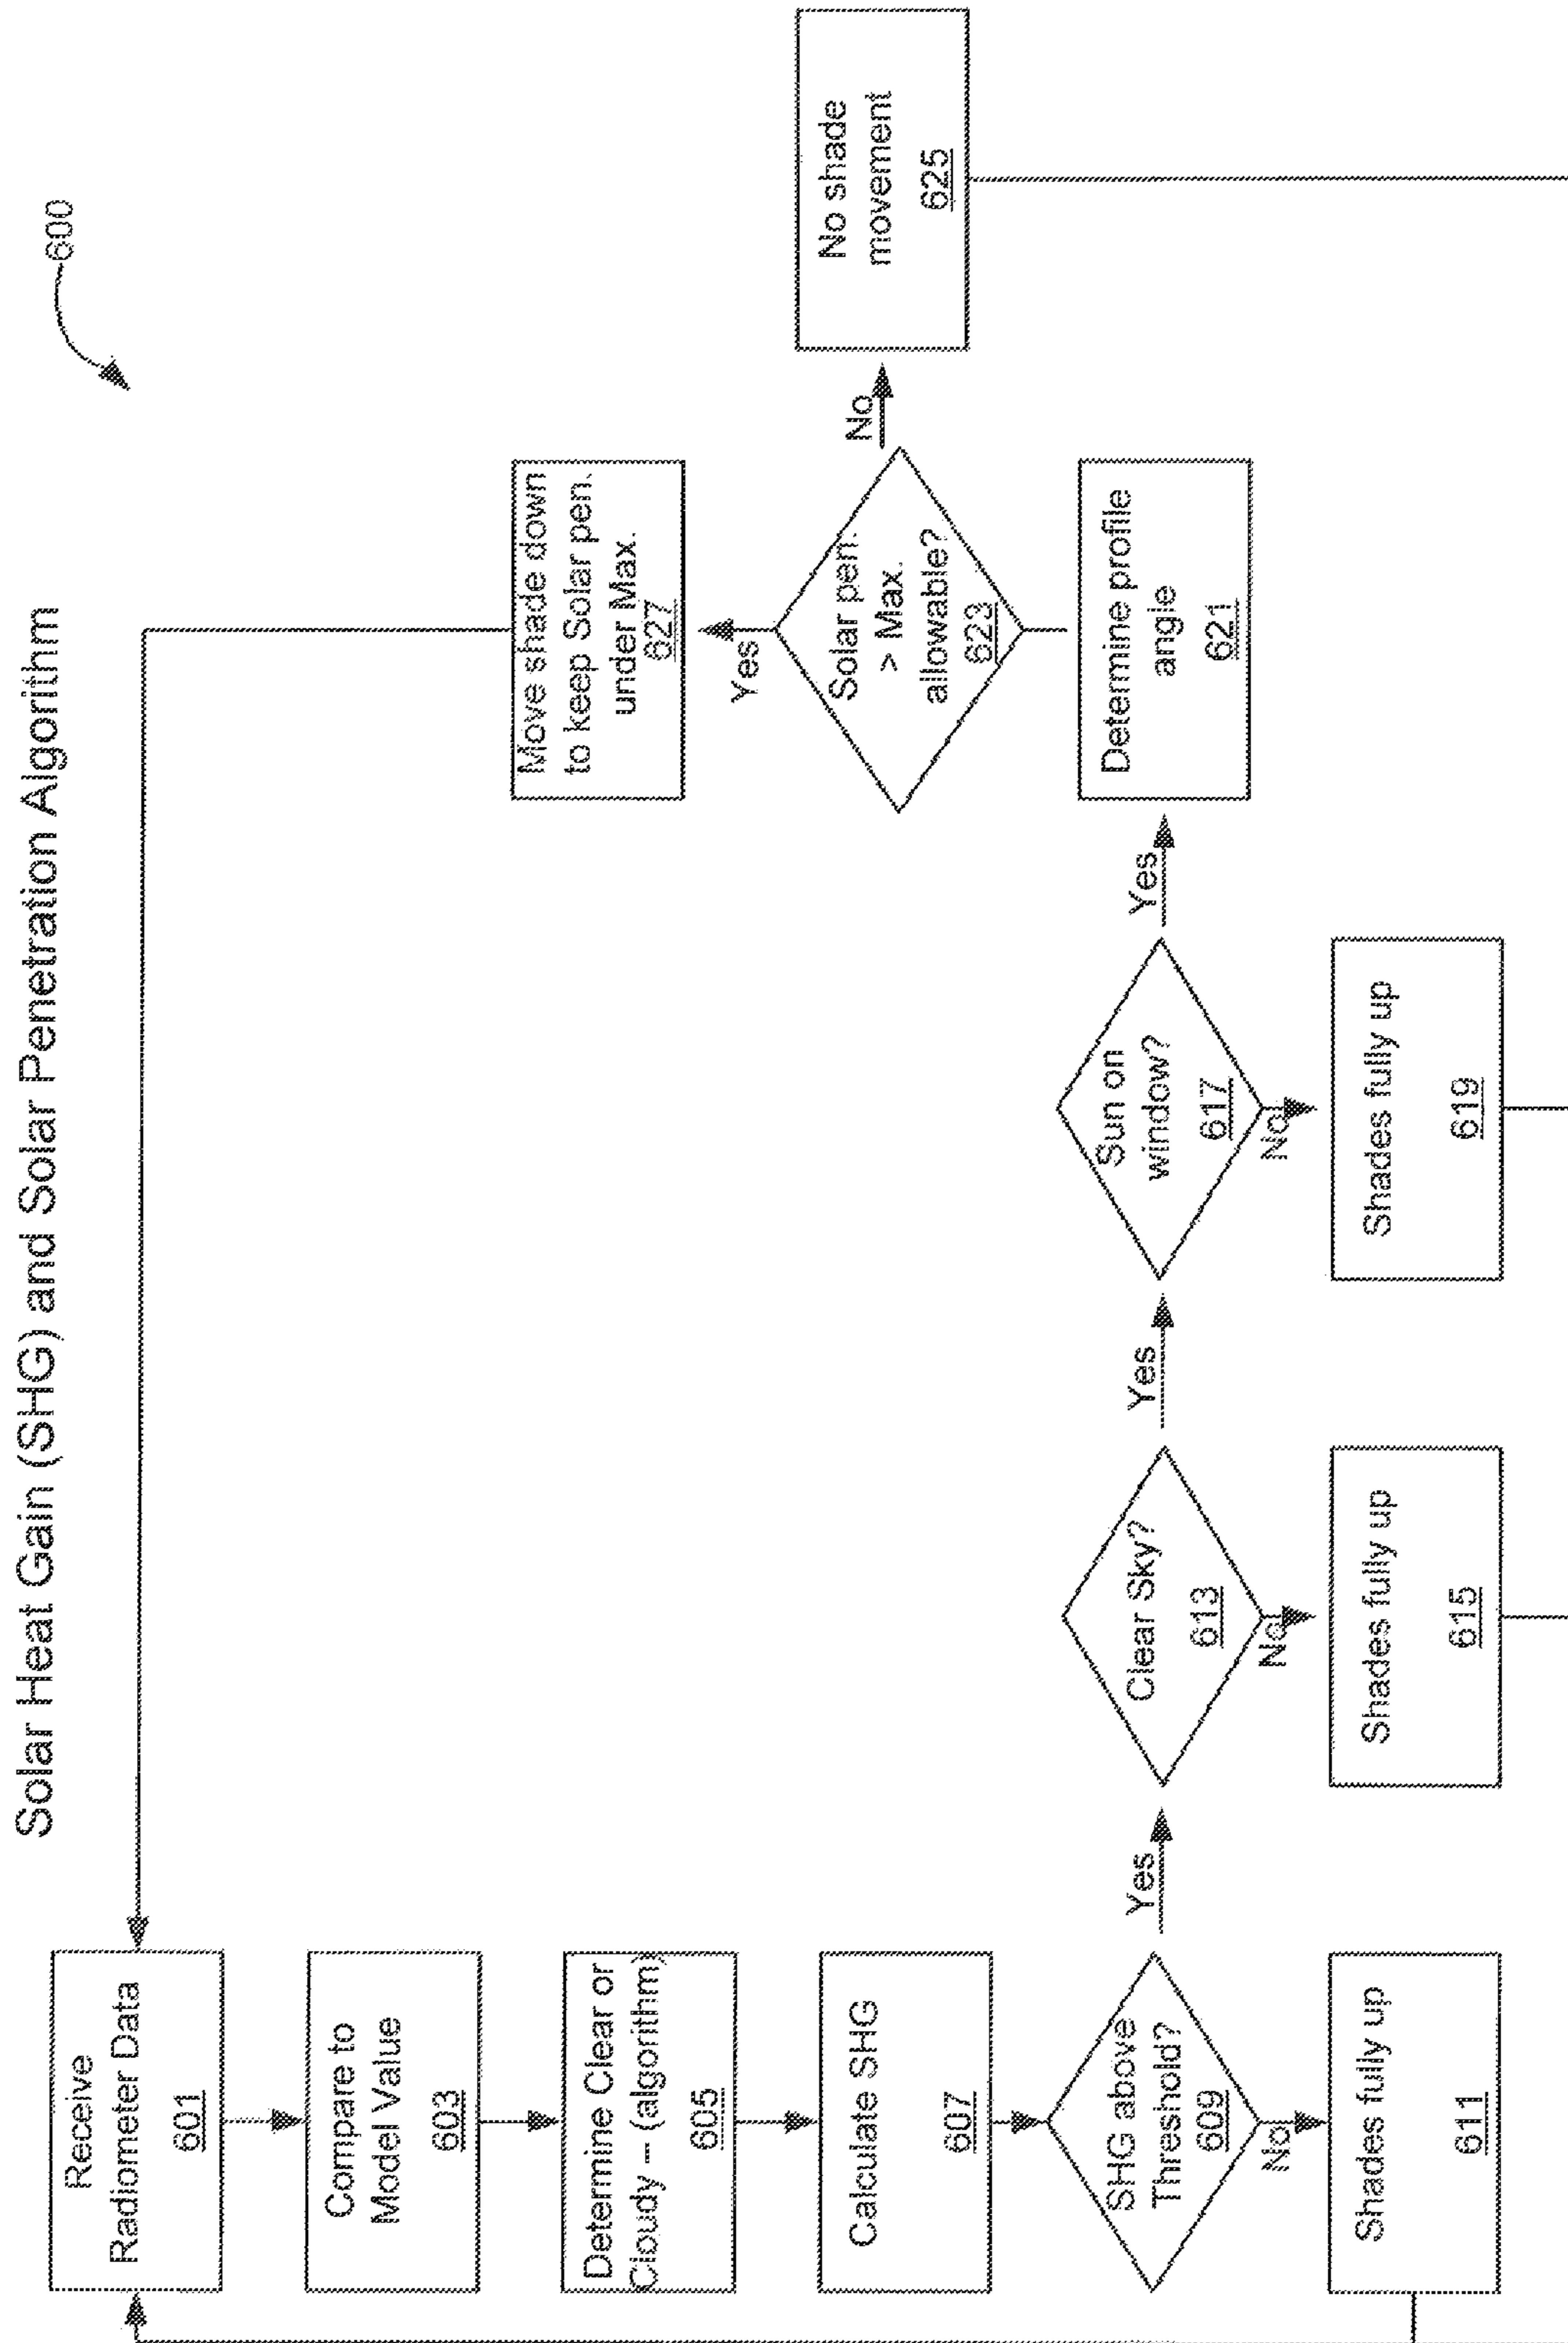 Solar Heat Gain (SHG) and Solar Penetration Algorithm
600
Receive
Radiometer Data
601
Compare to
Model Value
603
Determine Clear or
Cloudy – (algorithm)
605
Calculate SHG
607
SHG above
Threshold?
609
No
Shades fully up
611
Yes
Clear Sky?
613
No
Shades fully up
615
Yes
Sun on
window?
617
No
Shades fully up
619
Yes
Determine profile
angle
621
Solar pen.
> Max.
allowable?
623
Yes
Move shade down
to keep Solar pen.
under Max.
627
No
No shade
movement
625